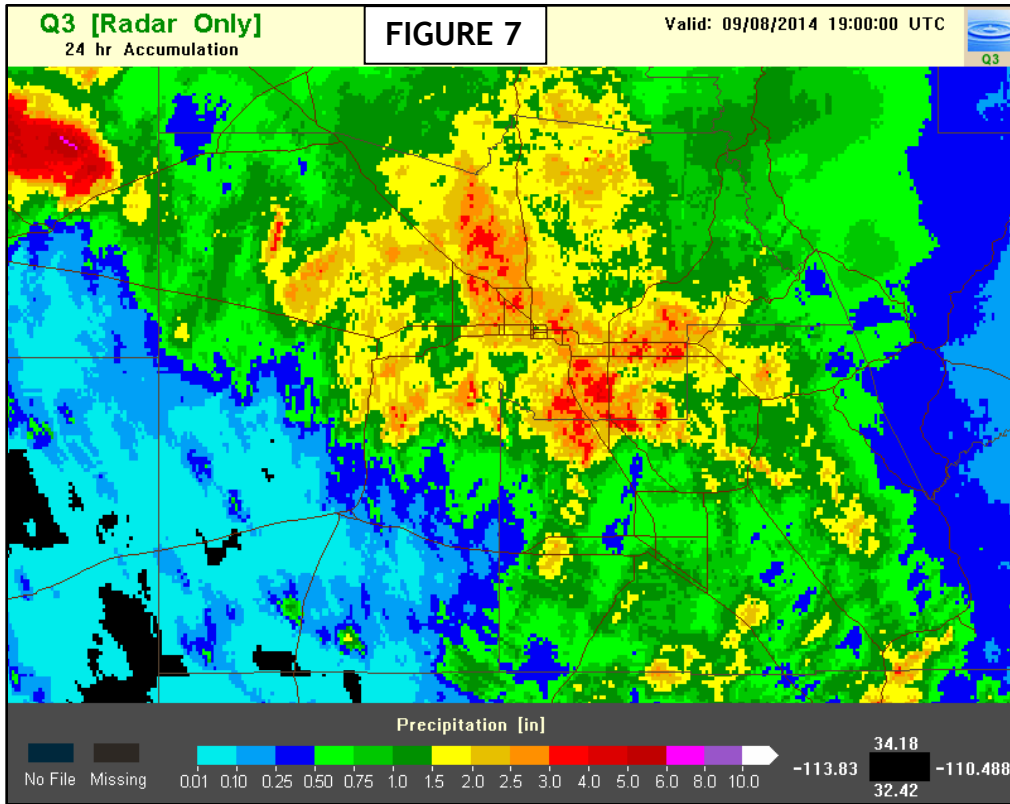 Q3 [Radar Only]
24 hr Accumulation
FIGURE 7
Valid: 09/08/2014 19:00:00 UTC
Q3
Precipitation [in]
No File Missing
0.01 0.10 0.25 0.50 0.75 1.0 1.5 2.0 2.5 3.0 4.0 5.0 6.0 8.0 10.0
34.18
-113.83 -110.488
32.42